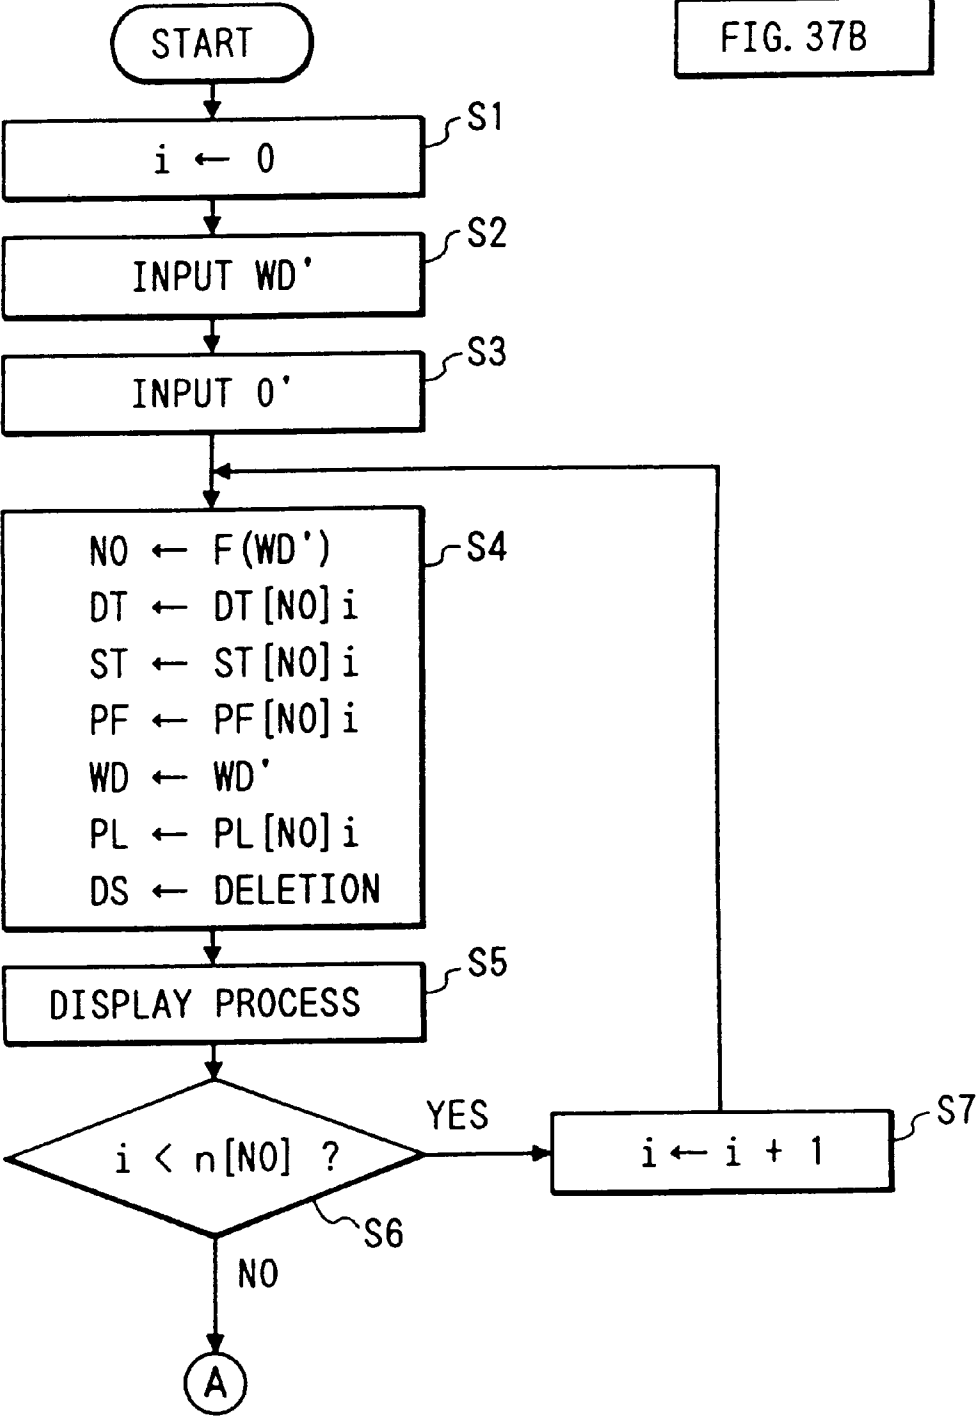 START
FIG. 37B
S1
i ← 0
S2
INPUT WD'
S3
INPUT O'
S4
NO ← F(WD')
DT ← DT[NO]i
ST ← ST[NO]i
PF ← PF[NO]i
WD ← WD'
PL ← PL[NO]i
DS ← DELETION
S5
DISPLAY PROCESS
i < n[NO] ?
YES
S6
S7
i ← i + 1
NO
A